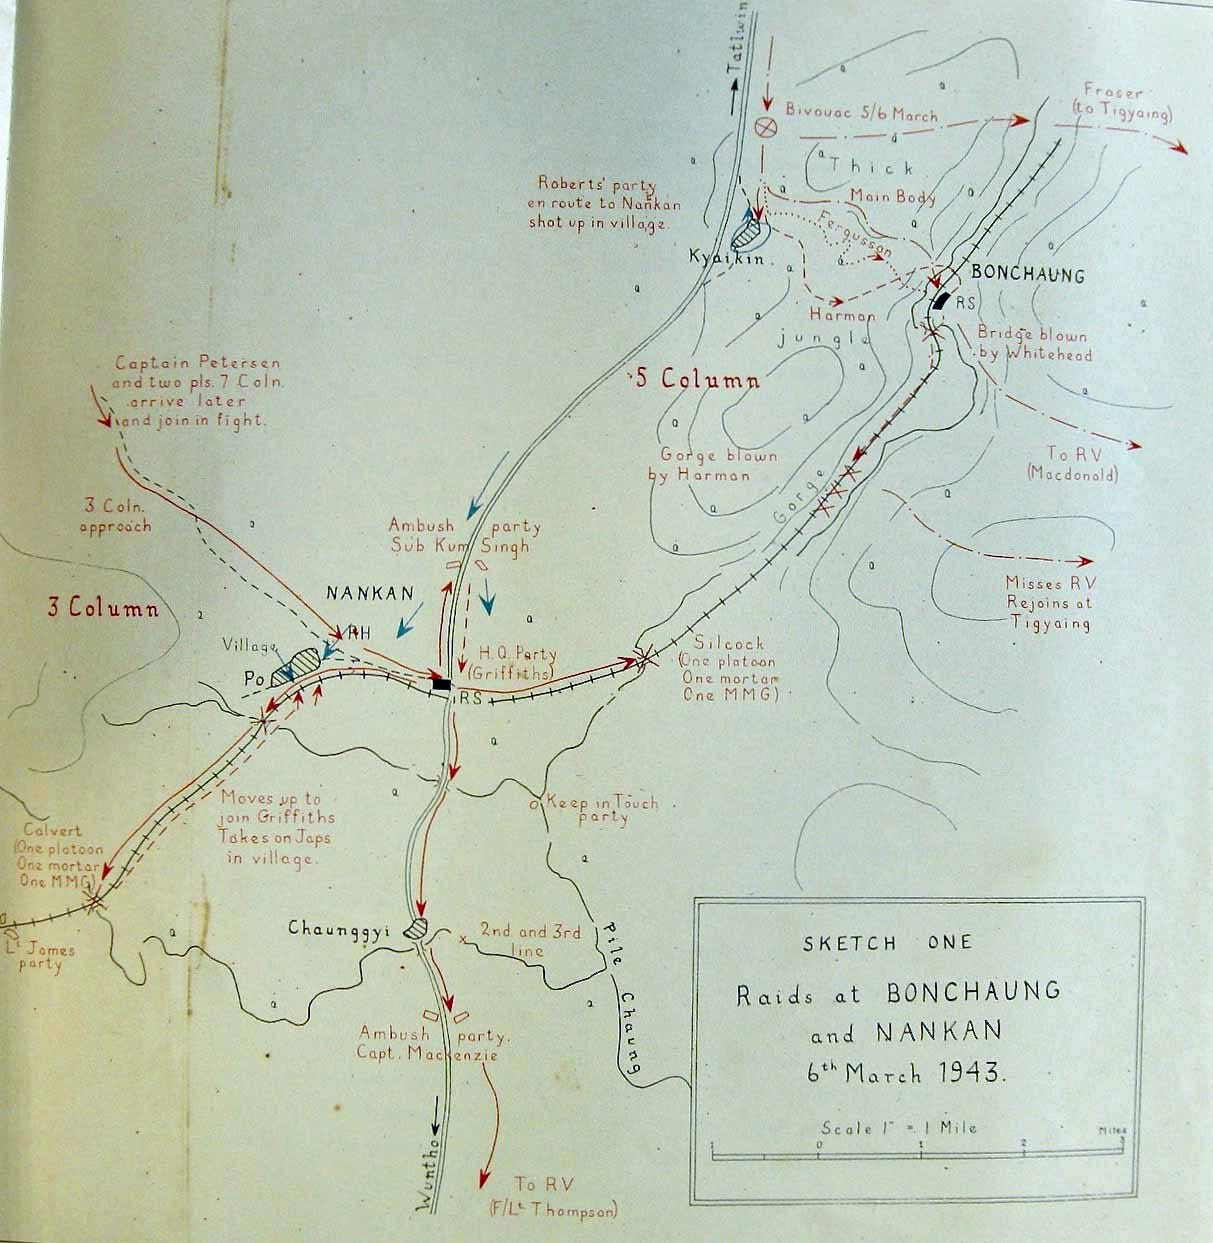 Tatlwin
Bivouac 5/6 March
Fraser
(to Tigyaing)
Thick
Main Body
Roberts' party
en route to Nankan
shot up in village.
Fergusson
Kyaikin.
BONCHAUNG
RS
Harman
jungle
Bridge blown
by Whitehead
Captain Petersen
and two pls. 7 Coln.
arrive later
and join in fight.
5 Column
To RV
(Macdonald)
Gorge blown
by Harman
Gorge
3 Coln.
approach
Ambush party
Sub Kum Singh
Misses RV
Rejoins at
Tigyaing
NANKAN
3 Column
RH
Village
Po
H.Q. Party
(Griffiths)
RS
Silcock
(One platoon
One mortar
One MMG)
Moves up to
join Griffiths
Takes on Japs
in village.
Keep in Touch
party
Calvert
(One platoon
One mortar
One MMG)
Lt James
party
Chaunggyi
2nd and 3rd
line
Pile Chaung
Ambush party.
Capt. Mackenzie
Wuntho
To RV
(F/Lt Thompson)
SKETCH ONE
Raids at BONCHAUNG
and NANKAN
6th March 1943.
Scale 1" = 1 Mile
Miles
1 0 1 2 3